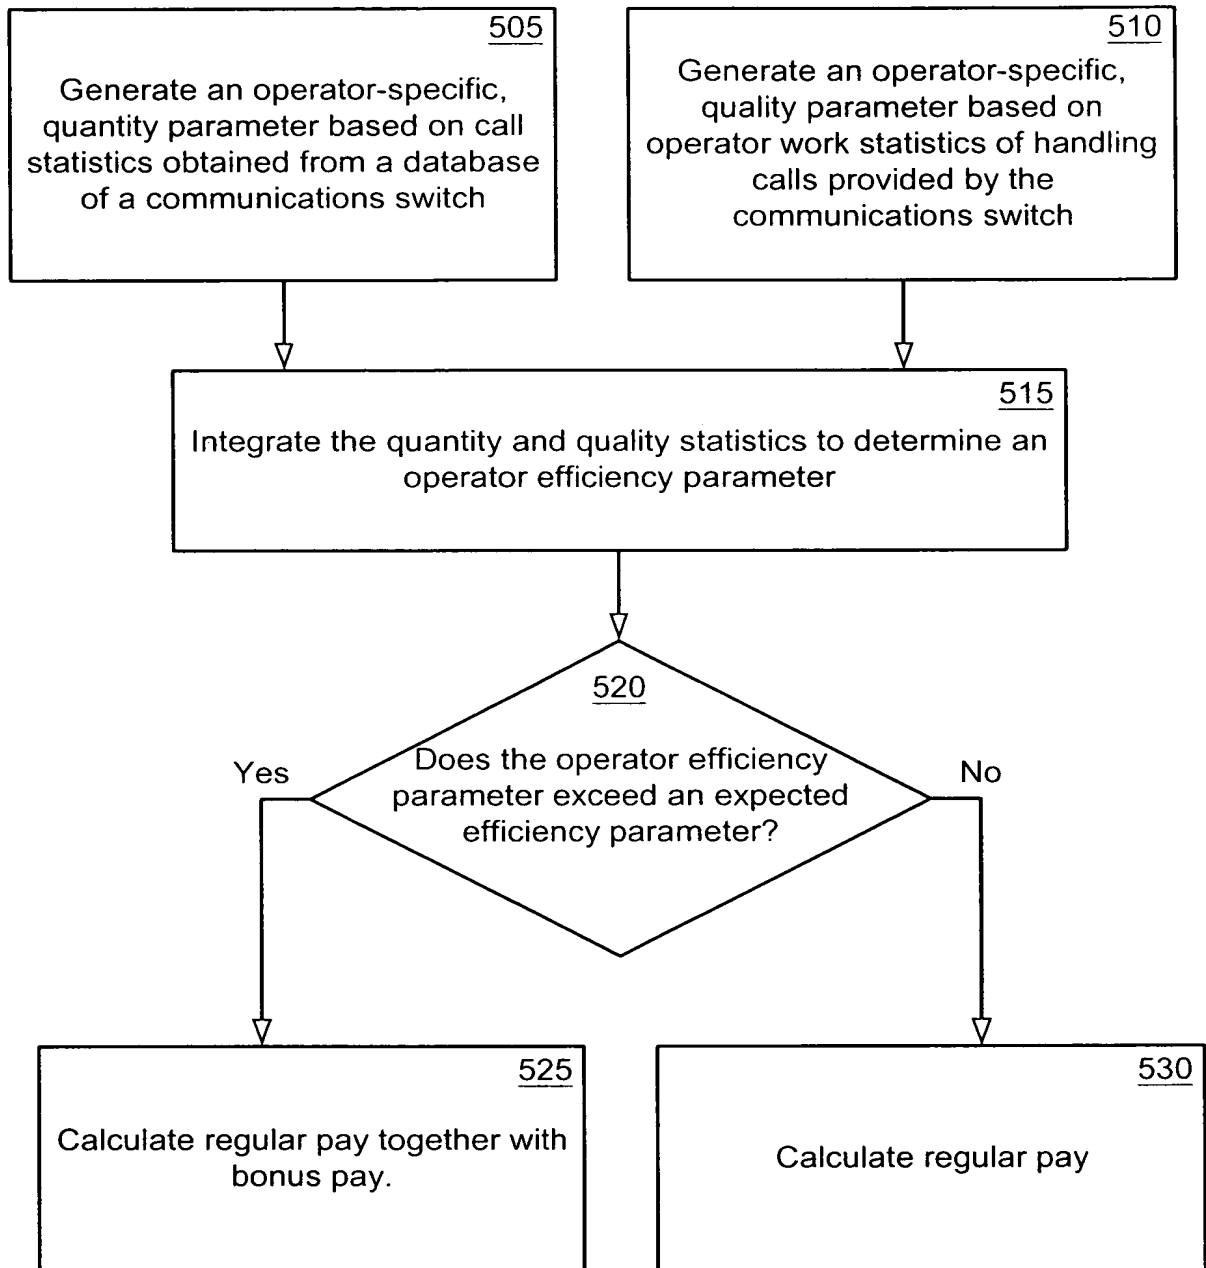 505
Generate an operator-specific,
quantity parameter based on call
statistics obtained from a database
of a communications switch
510
Generate an operator-specific,
quality parameter based on
operator work statistics of handling
calls provided by the
communications switch
515
Integrate the quantity and quality statistics to determine an
operator efficiency parameter
520
Does the operator efficiency
parameter exceed an expected
efficiency parameter?
Yes
No
525
Calculate regular pay together with
bonus pay.
530
Calculate regular pay